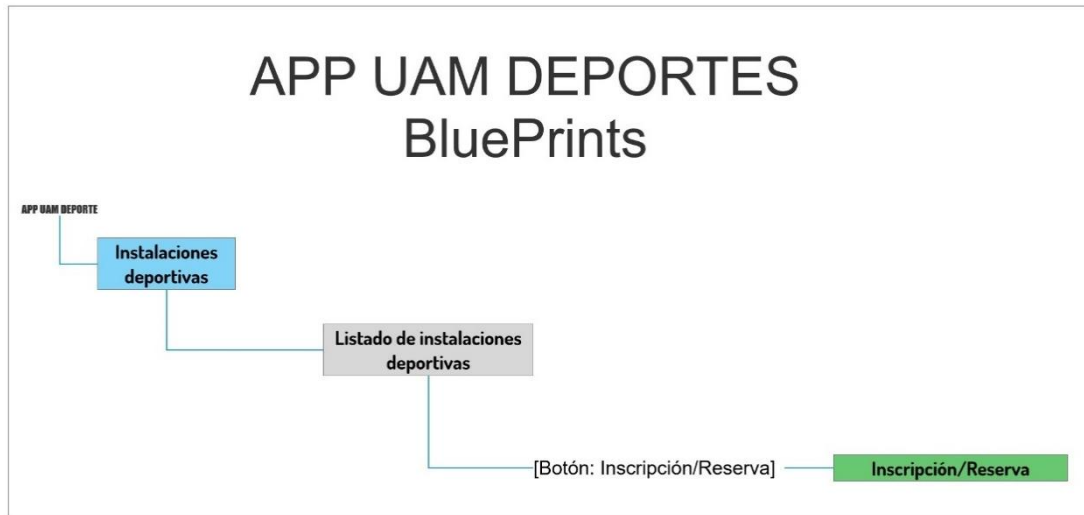 APP UAM DEPORTES
BluePrints
APP UAM DEPORTE
Instalaciones
deportivas
Listado de instalaciones
deportivas
[Botón: Inscripción/Reserva]
Inscripción/Reserva